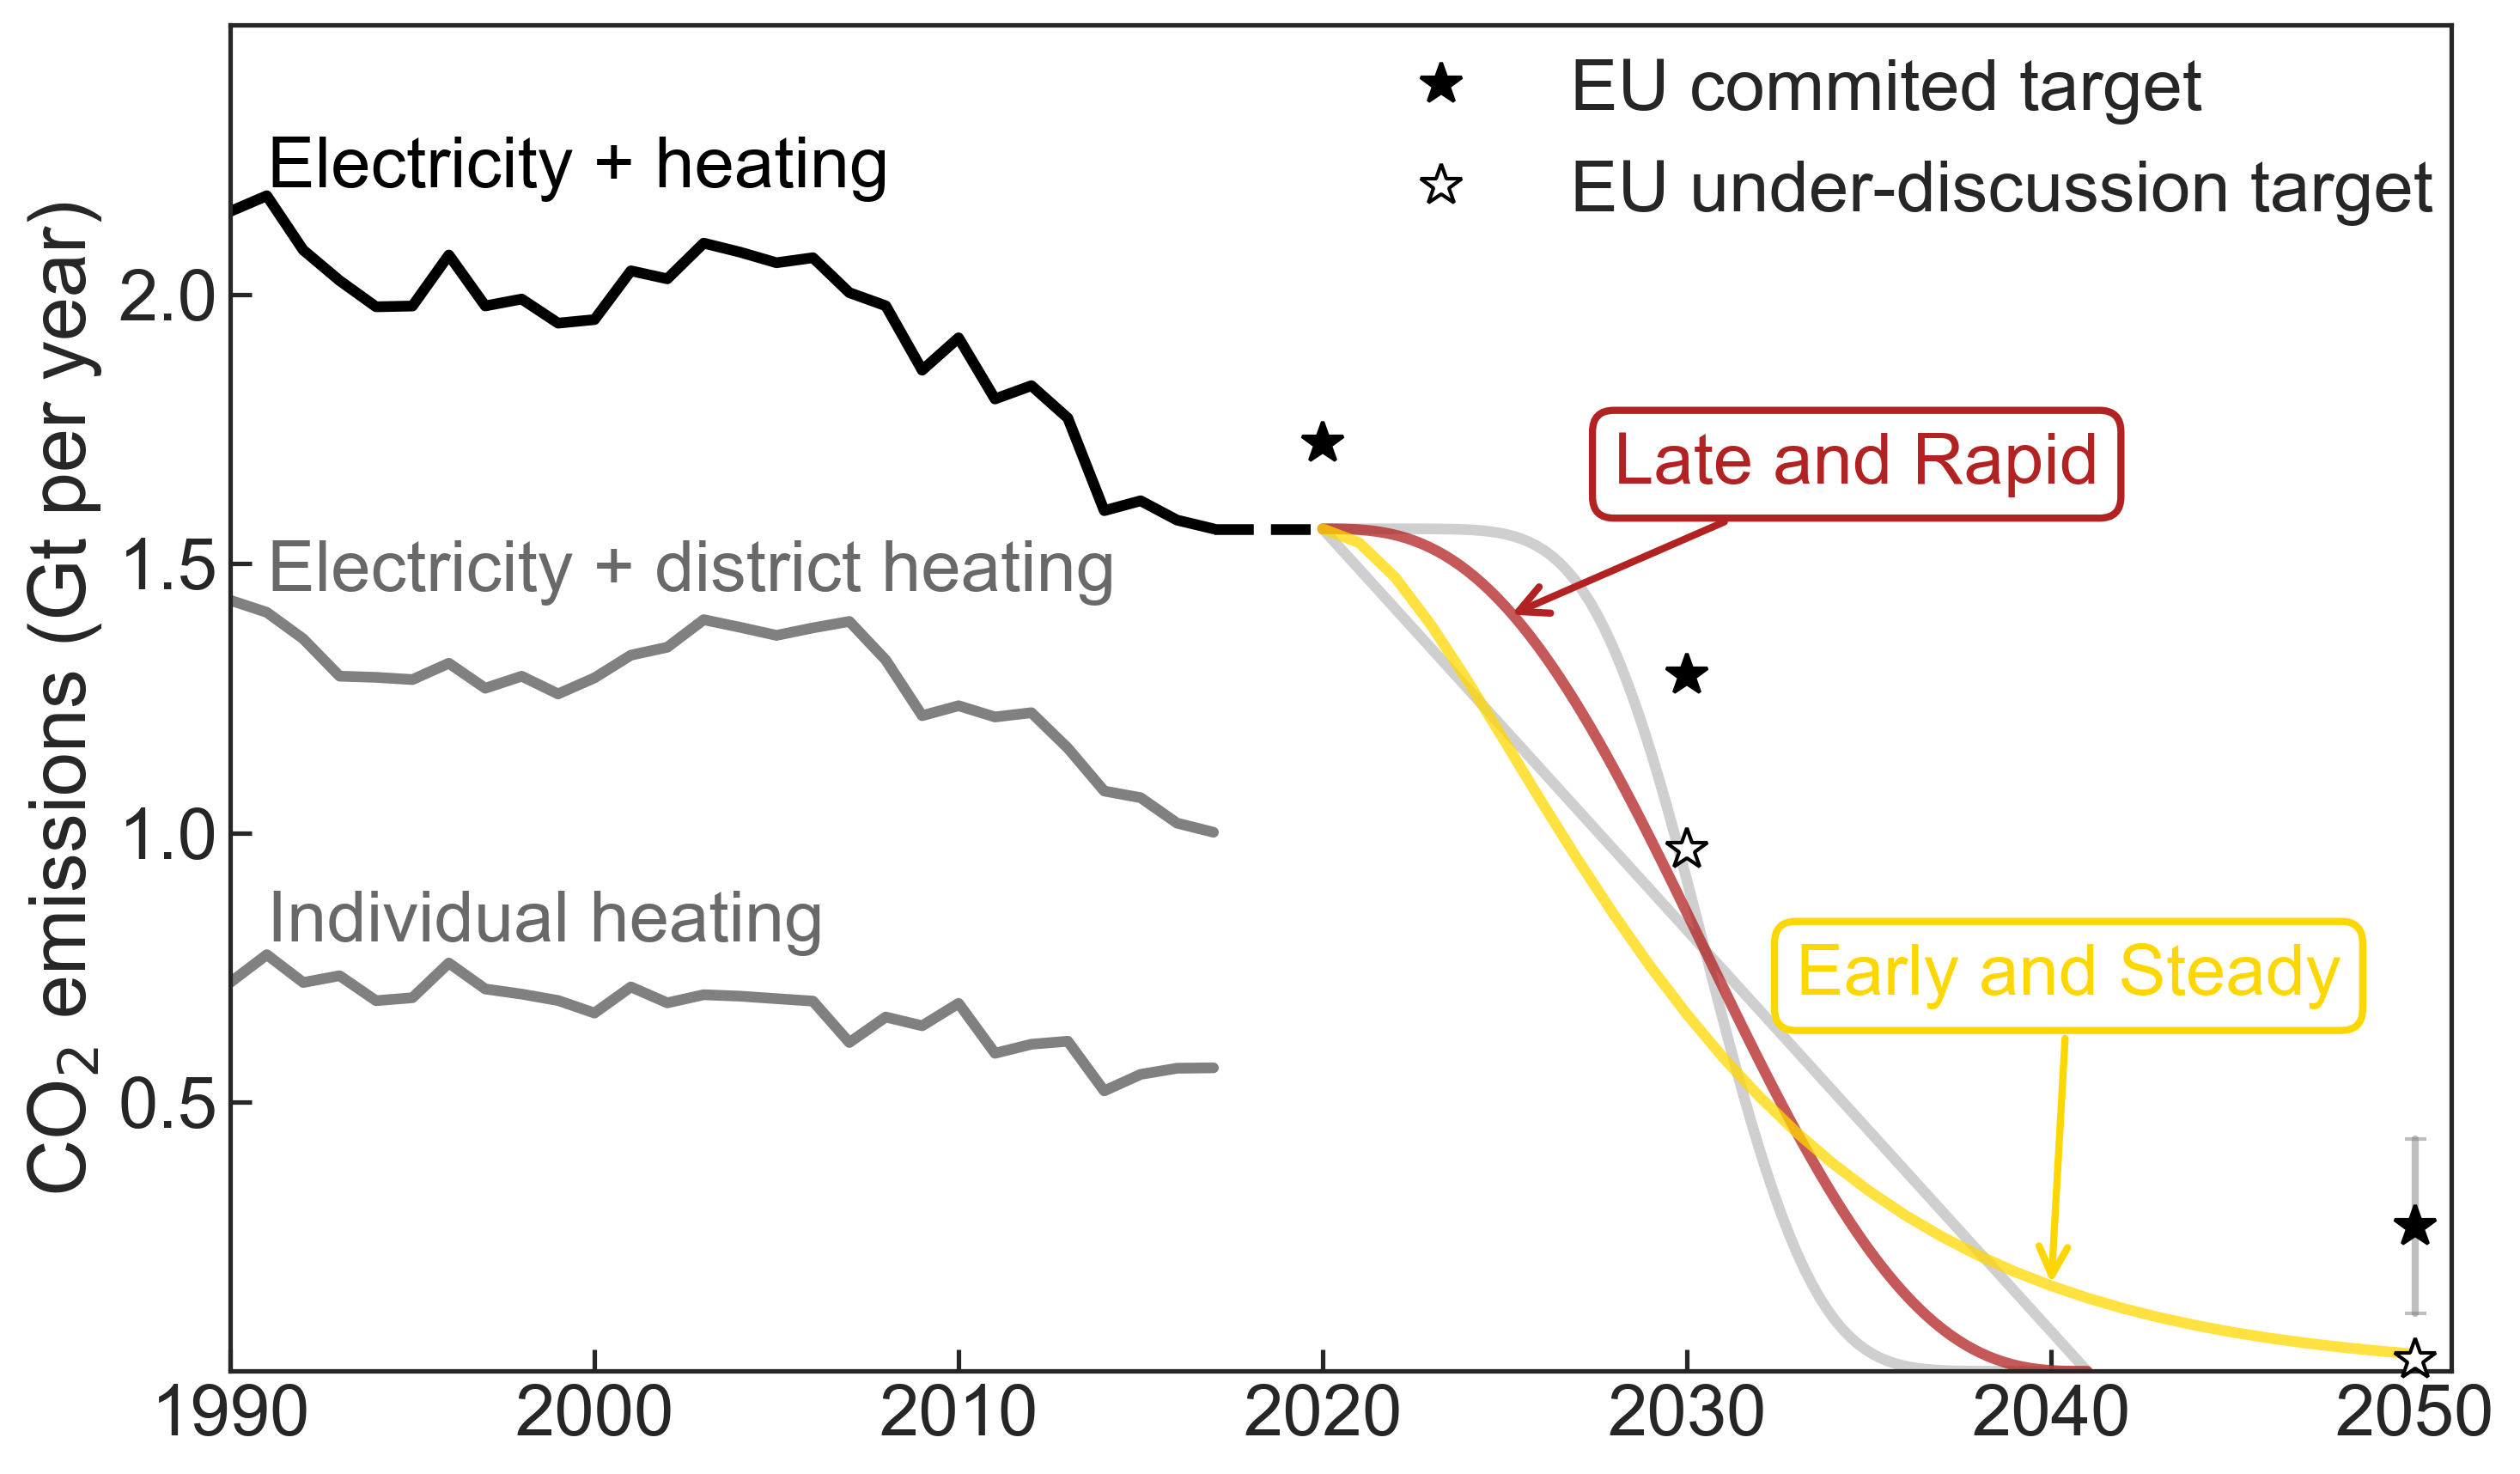 EU commited target
EU under-discussion target
Electricity + heating
Late and Rapid
Electricity + district heating
Individual heating
Early and Steady
CO₂ emissions (Gt per year)
2.0
1.5
1.0
0.5
1990
2000
2010
2020
2030
2040
2050